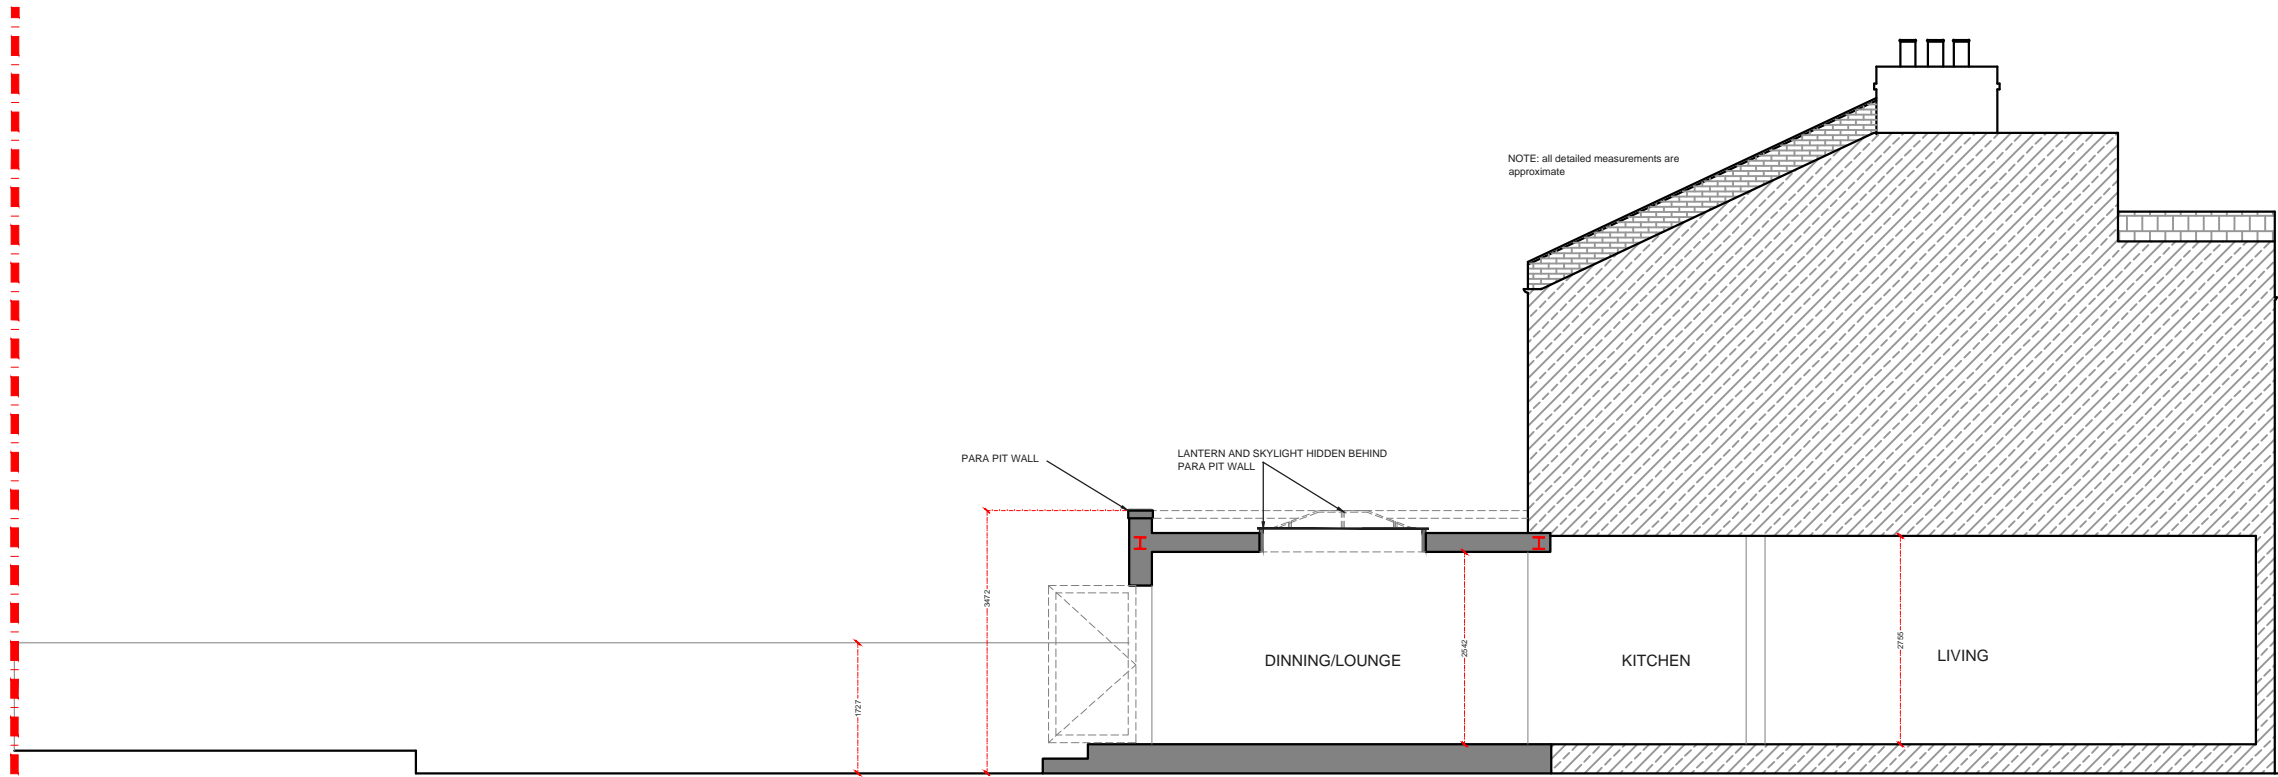 NOTE: all detailed measurements are
approximate
PARA PIT WALL
LANTERN AND SKYLIGHT HIDDEN BEHIND
PARA PIT WALL
3472
1727
2542
2755
DINNING/LOUNGE
KITCHEN
LIVING